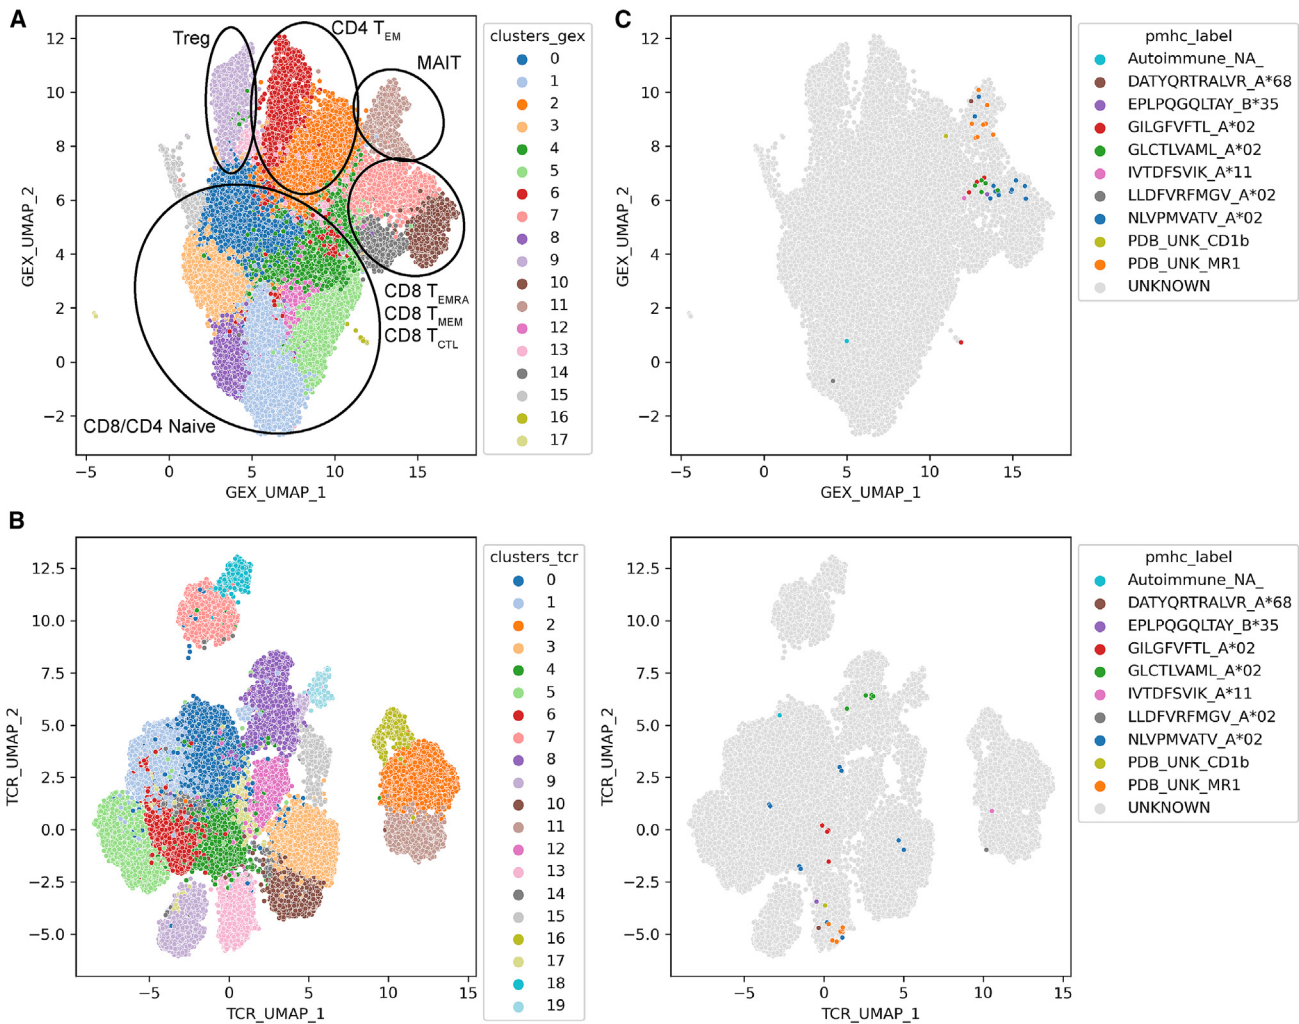 A
Treg
CD4 TEM
MAIT
CD8 TEMRA
CD8 TMEM
CD8 TCTL
CD8/CD4 Naive
12
10
8
6
4
2
0
−2
GEX_UMAP_2
−5
0
5
10
15
GEX_UMAP_1
clusters_gex
0
1
2
3
4
5
6
7
8
9
10
11
12
13
14
15
16
17
C
12
10
8
6
4
2
0
−2
GEX_UMAP_2
−5
0
5
10
15
GEX_UMAP_1
pmhc_label
Autoimmune_NA_
DATYQRTRALVR_A*68
EPLPQGQLTAY_B*35
GILGFVFTL_A*02
GLCTLVAML_A*02
IVTDFSVIK_A*11
LLDFVRFMGV_A*02
NLVPMVATV_A*02
PDB_UNK_CD1b
PDB_UNK_MR1
UNKNOWN
B
12.5
10.0
7.5
5.0
2.5
0.0
−2.5
−5.0
TCR_UMAP_2
−5
0
5
10
15
TCR_UMAP_1
clusters_tcr
0
1
2
3
4
5
6
7
8
9
10
11
12
13
14
15
16
17
18
19
12.5
10.0
7.5
5.0
2.5
0.0
−2.5
−5.0
TCR_UMAP_2
−5
0
5
10
15
TCR_UMAP_1
pmhc_label
Autoimmune_NA_
DATYQRTRALVR_A*68
EPLPQGQLTAY_B*35
GILGFVFTL_A*02
GLCTLVAML_A*02
IVTDFSVIK_A*11
LLDFVRFMGV_A*02
NLVPMVATV_A*02
PDB_UNK_CD1b
PDB_UNK_MR1
UNKNOWN